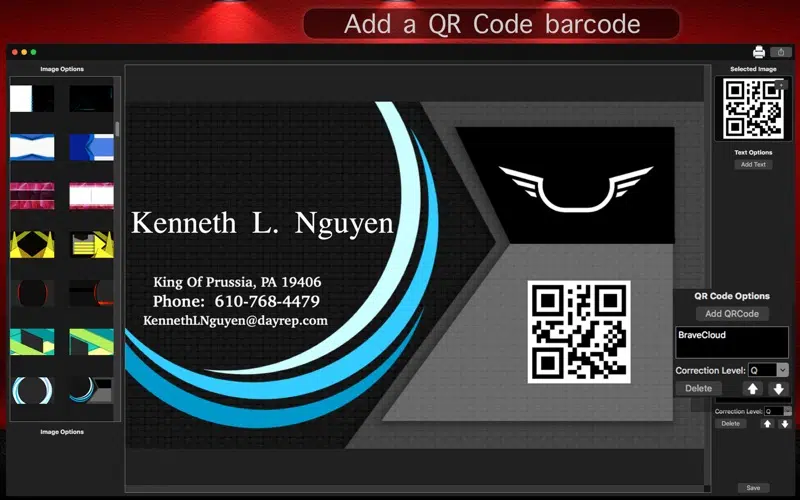 Add a QR Code barcode
Image Options
Selected Image
Text Options
Add Text
Kenneth L. Nguyen
King Of Prussia, PA 19406
Phone: 610-768-4479
KennethLNguyen@dayrep.com
QR Code Options
Add QRCode
BraveCloud
Correction Level: Q
Delete
Correction Level: Q
Delete
Image Options
Save